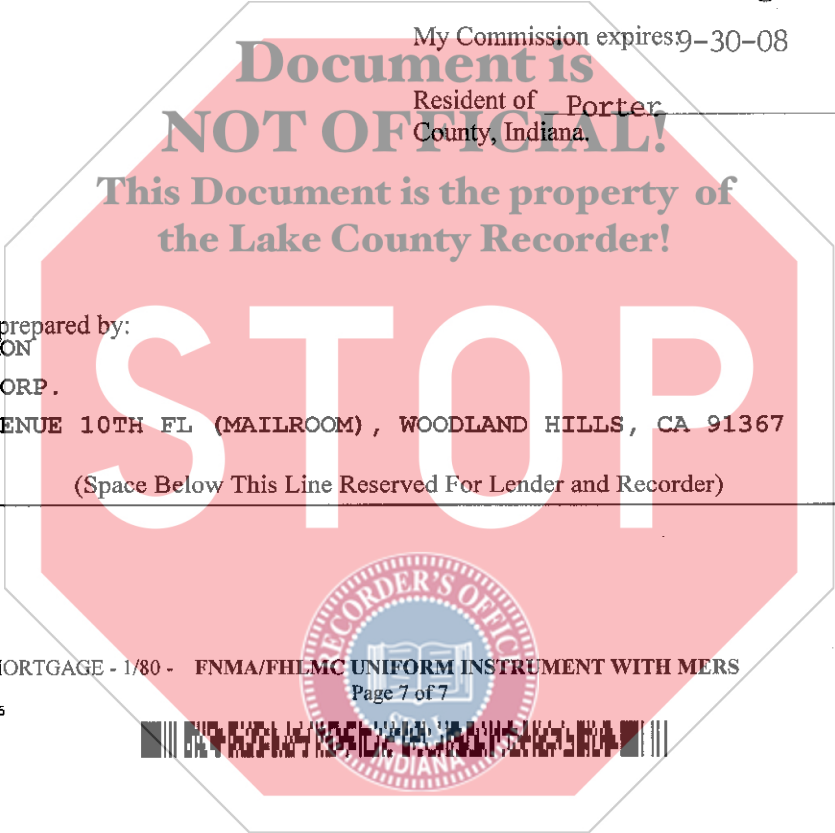 My Commission expires:9-30-08
Document is
Resident of Porter
NOT OFFICIAL!
County, Indiana.
This Document is the property of
the Lake County Recorder!
prepared by:
ON
ORP.
ENUE 10TH FL (MAILROOM), WOODLAND HILLS, CA 91367
STOP
(Space Below This Line Reserved For Lender and Recorder)
RECORDER'S OFFICE
ORTGAGE - 1/80 - FNMA/FHLMC UNIFORM INSTRUMENT WITH MERS
Page 7 of 7
SEAL
INDIANA